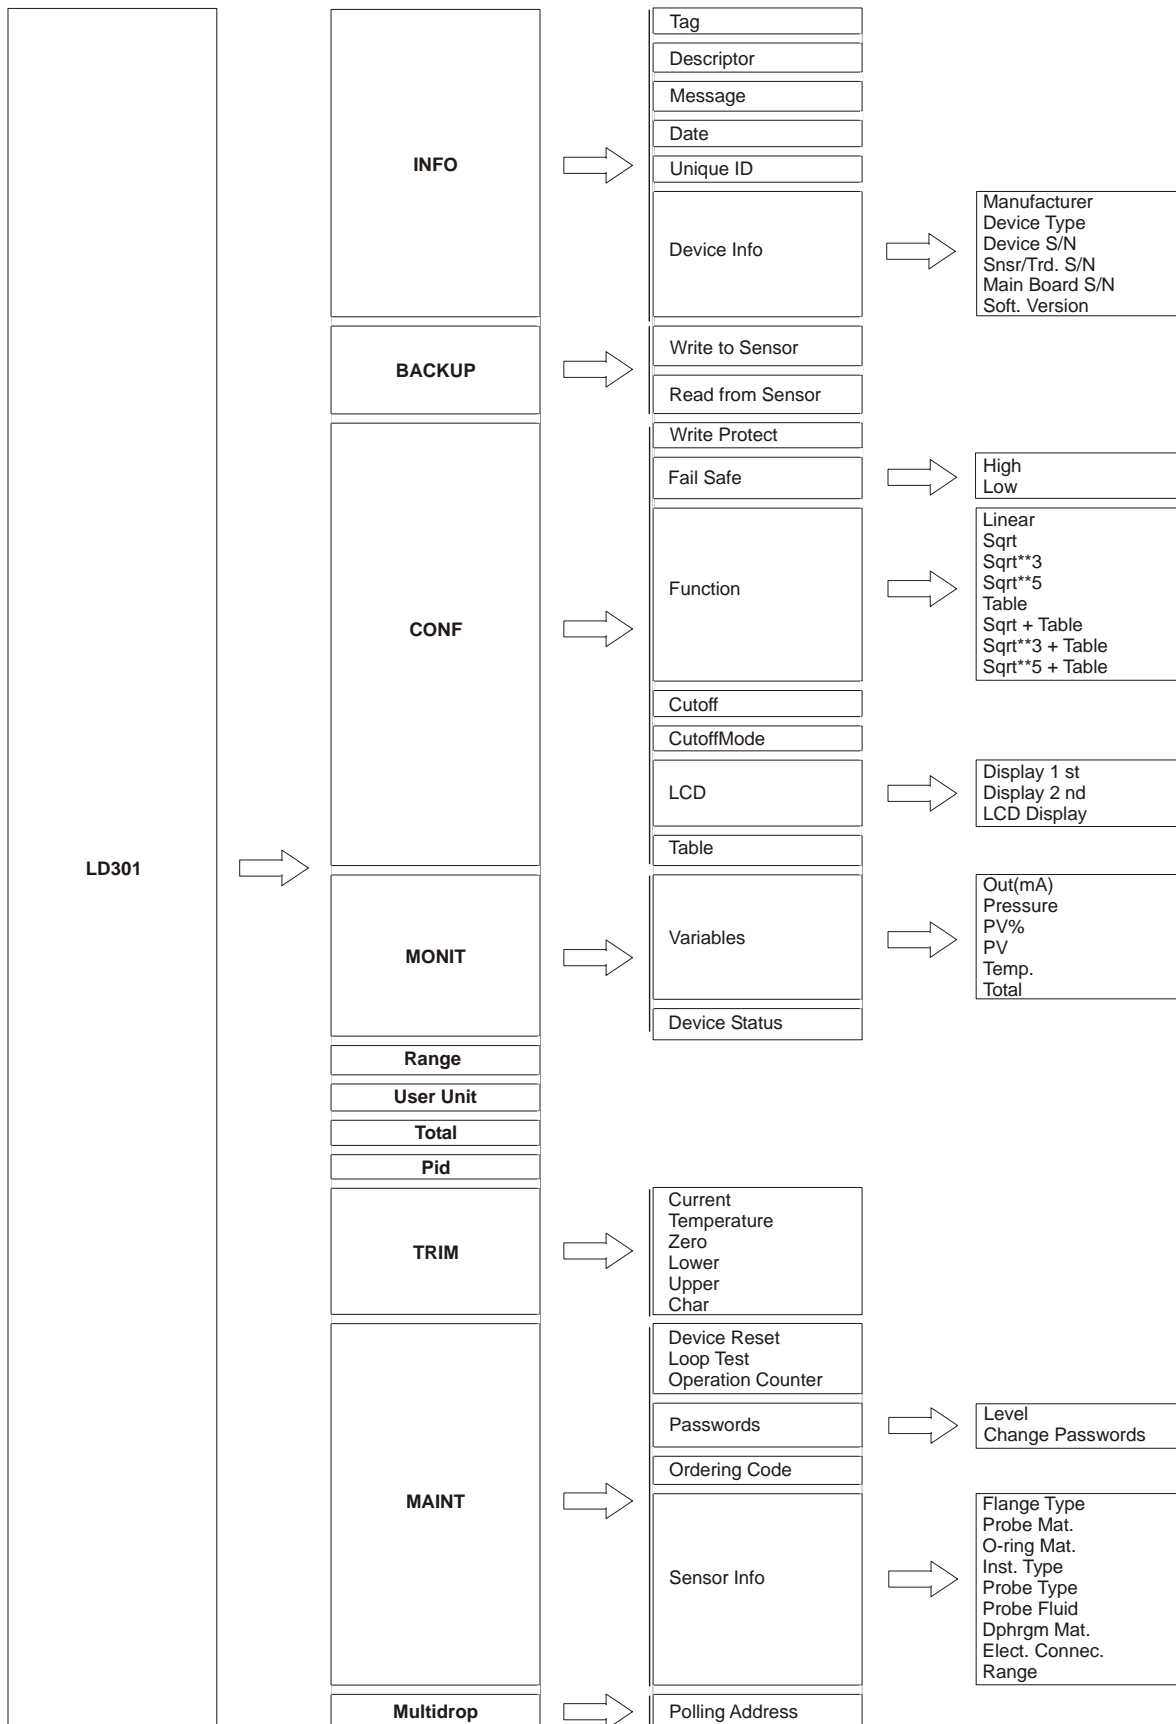 LD301
INFO
Tag
Descriptor
Message
Date
Unique ID
Device Info
Manufacturer
Device Type
Device S/N
Snsr/Trd. S/N
Main Board S/N
Soft. Version
BACKUP
Write to Sensor
Read from Sensor
CONF
Write Protect
Fail Safe
High
Low
Function
Linear
Sqrt
Sqrt**3
Sqrt**5
Table
Sqrt + Table
Sqrt**3 + Table
Sqrt**5 + Table
Cutoff
CutoffMode
LCD
Display 1 st
Display 2 nd
LCD Display
Table
MONIT
Variables
Out(mA)
Pressure
PV%
PV
Temp.
Total
Device Status
Range
User Unit
Total
Pid
TRIM
Current
Temperature
Zero
Lower
Upper
Char
MAINT
Device Reset
Loop Test
Operation Counter
Passwords
Level
Change Passwords
Ordering Code
Sensor Info
Flange Type
Probe Mat.
O-ring Mat.
Inst. Type
Probe Type
Probe Fluid
Dphrgm Mat.
Elect. Connec.
Range
Multidrop
Polling Address